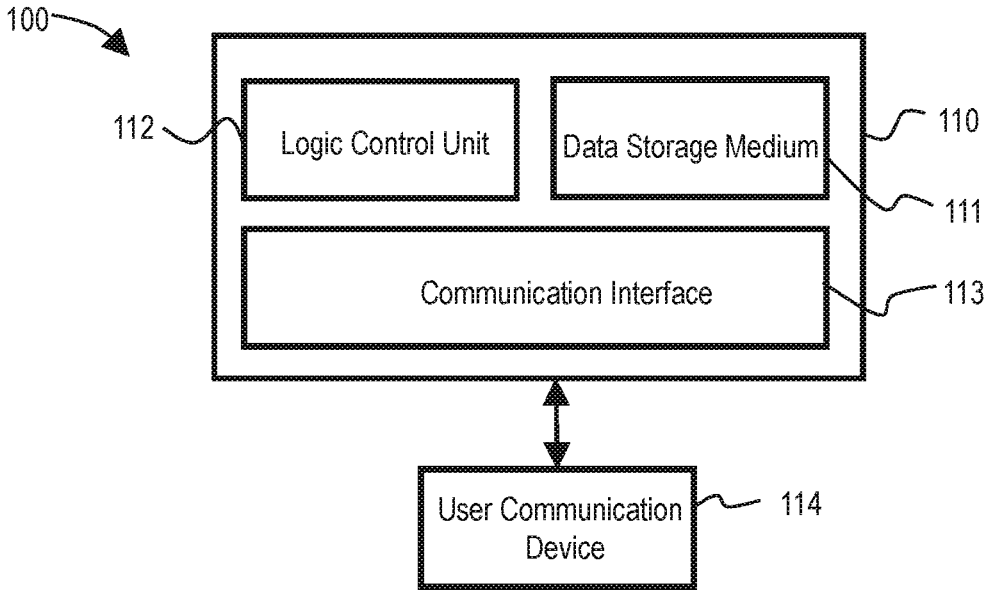 100
112
Logic Control Unit
Data Storage Medium
110
111
Communication Interface
113
User Communication
Device
114